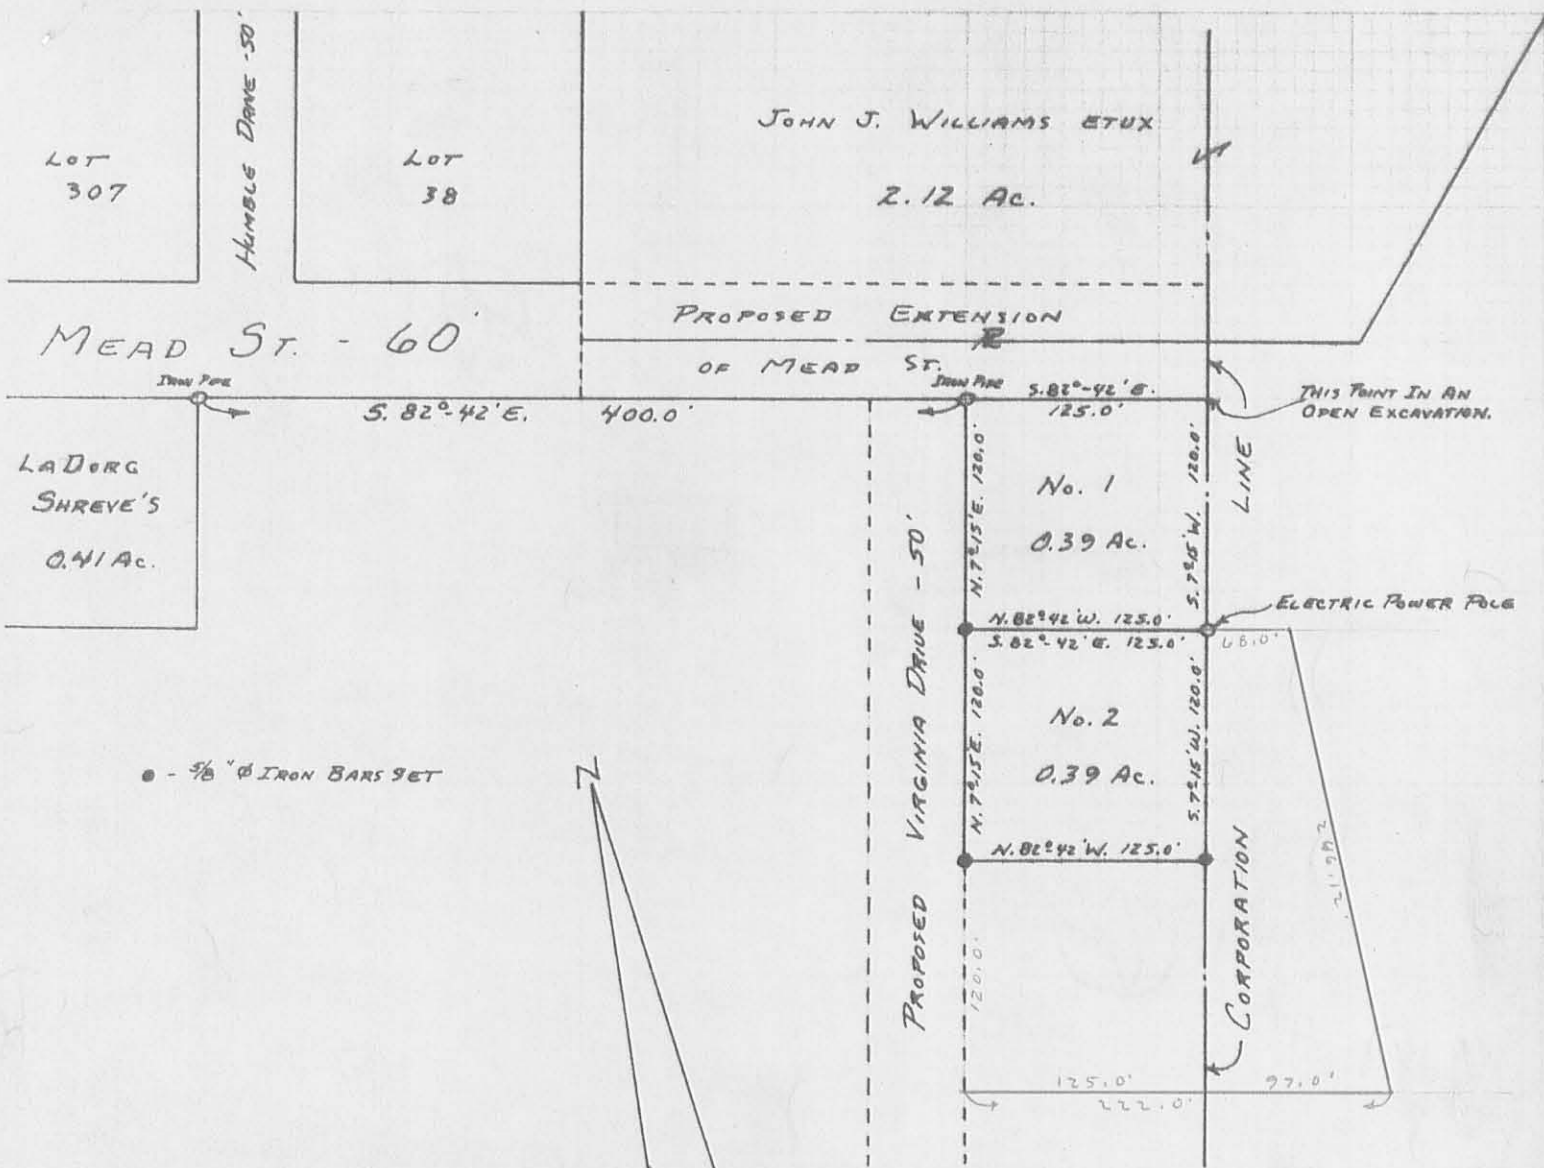 HUMBLE DRIVE - 50'
LOT
307
LOT
38
JOHN J. WILLIAMS ETUX
2.12 Ac.
MEAD ST. - 60'
PROPOSED EXTENSION
OF MEAD ST.
IRON PIPE
S. 82°-42' E. 400.0'
IRON PIPE
S. 82°-42' E.
125.0'
THIS POINT IN AN
OPEN EXCAVATION.
LADORG
SHREVE'S
0.41 Ac.
N. 7°-15' E. 120.0'
No. 1
0.39 Ac.
S. 7°-15' W. 120.0'
LINE
N. 82°-42' W. 125.0'
S. 82°-42' E. 125.0'
ELECTRIC POWER POLE
68.0'
PROPOSED VIRGINIA DRIVE - 50'
N. 7°-15' E. 120.0'
No. 2
0.39 Ac.
S. 7°-15' W. 120.0'
N. 82°-42' W. 125.0'
- 5/8" Ø IRON BARS SET
N
CORPORATION
120.0'
125.0'
97.0'
222.0'